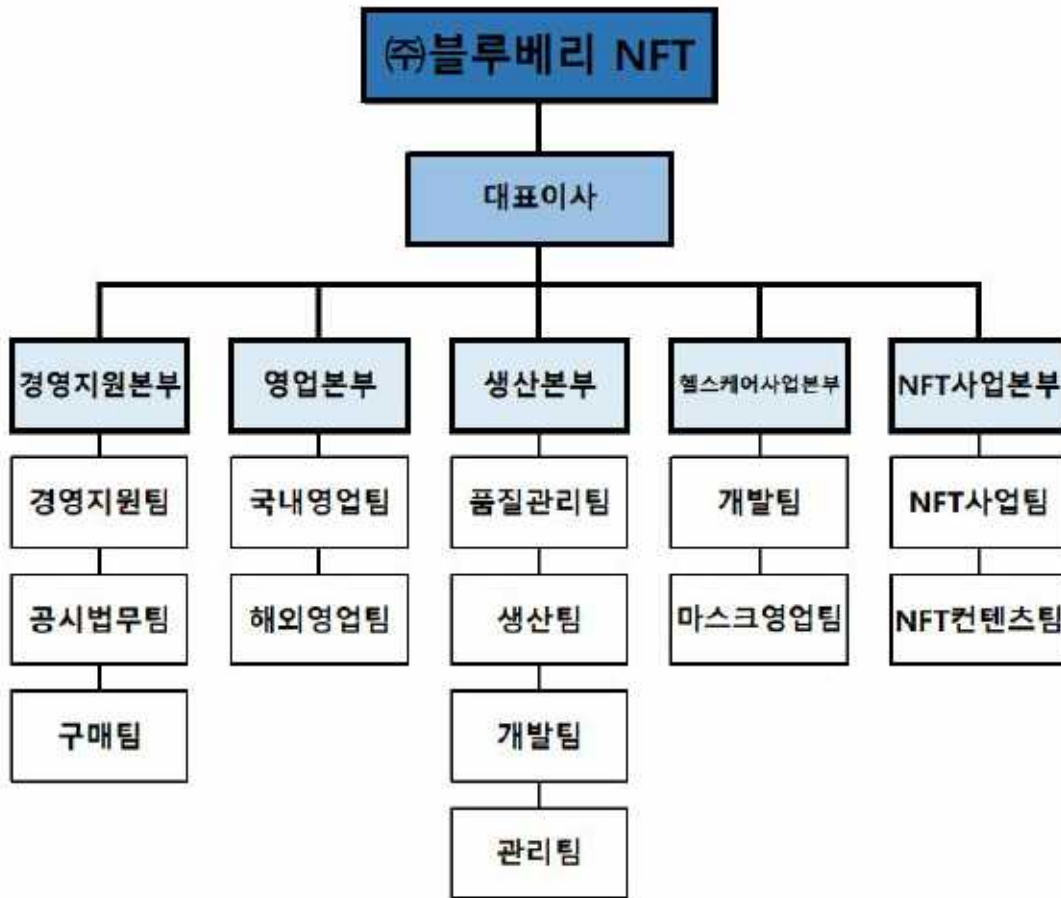 ㈜블루베리 NFT
대표이사
경영지원본부
영업본부
생산본부
헬스케어사업본부
NFT사업본부
경영지원팀
국내영업팀
품질관리팀
개발팀
NFT사업팀
공시법무팀
해외영업팀
생산팀
마스크영업팀
NFT컨텐츠팀
구매팀
개발팀
관리팀